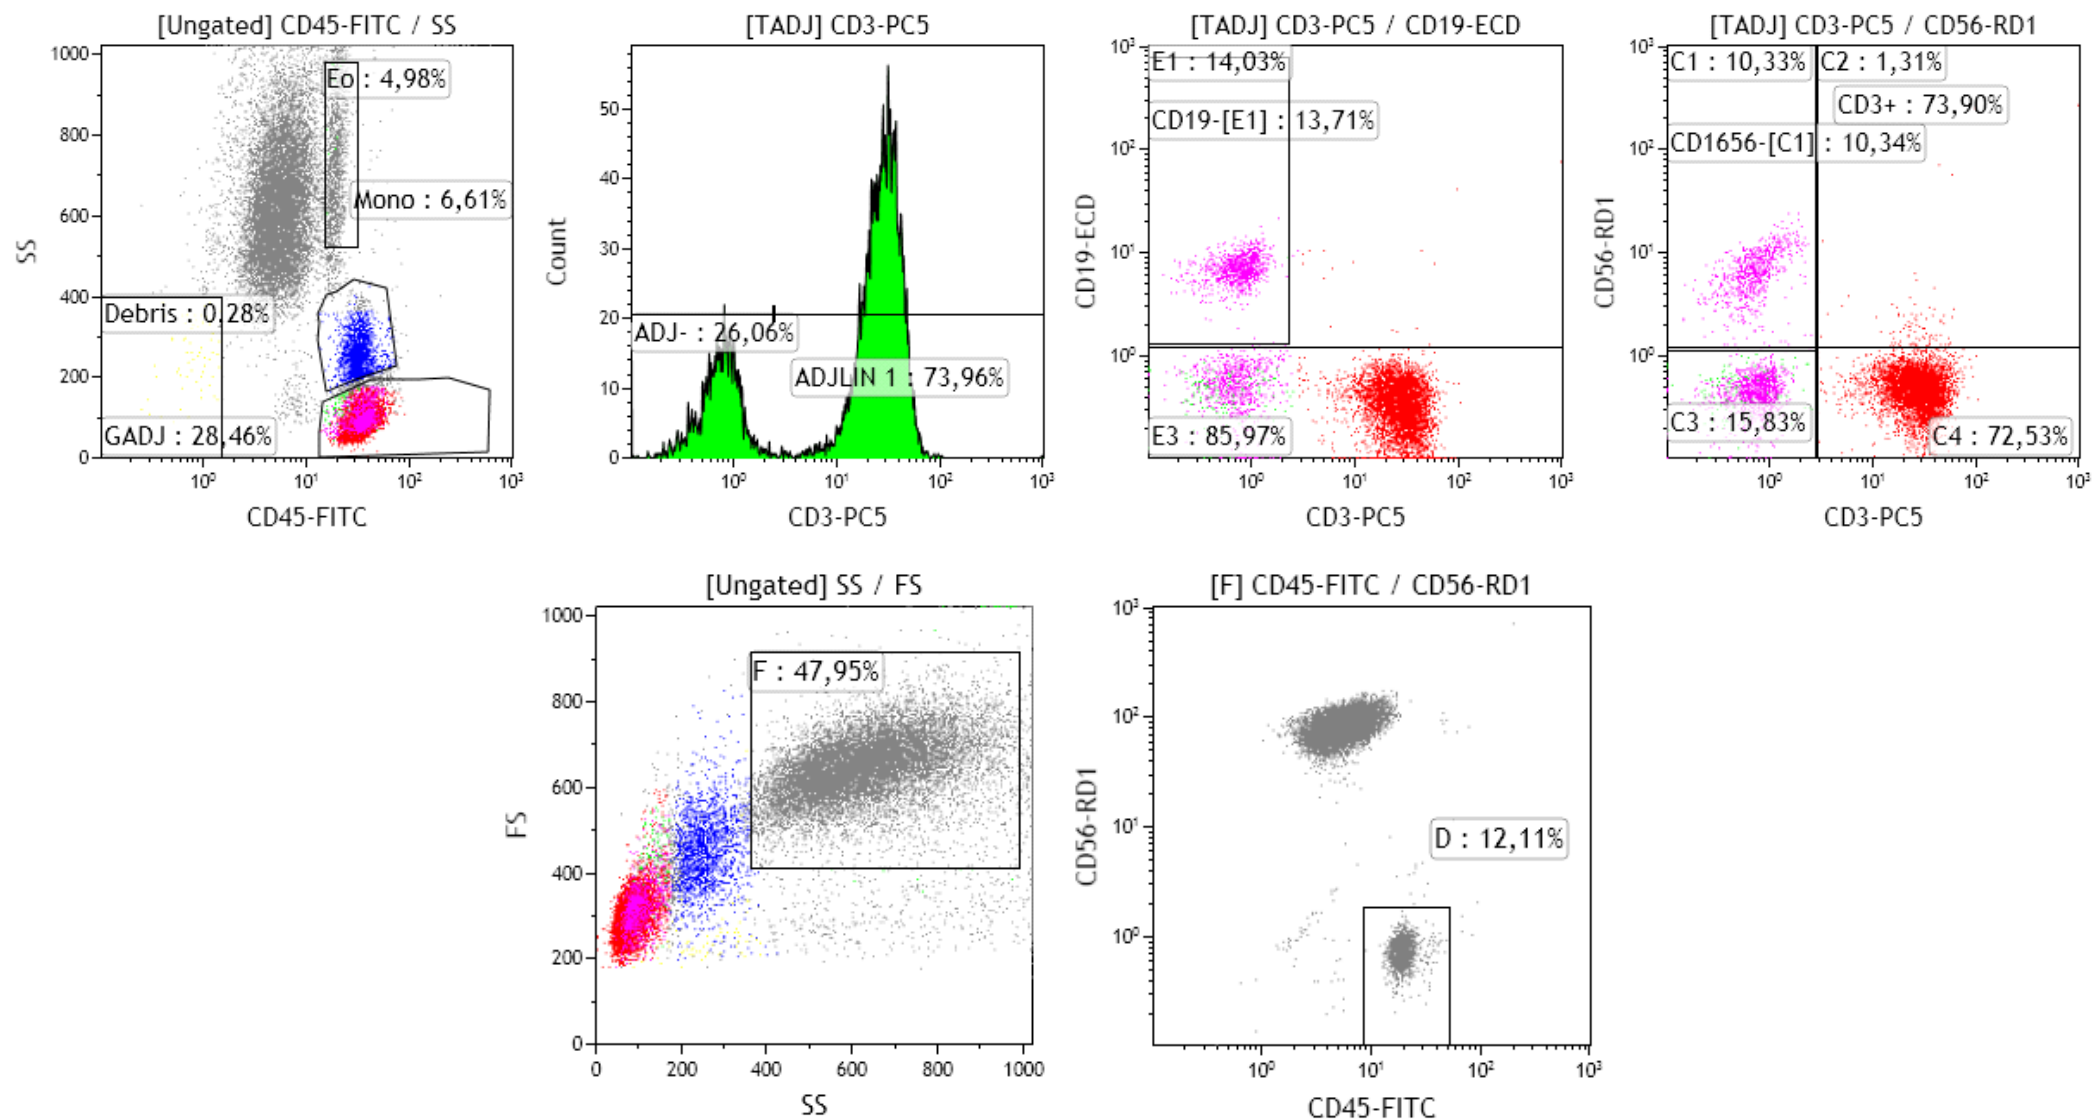 [Ungated] CD45-FITC / SS
1000
800
600
400
200
0
SS
Eo : 4,98%
Mono : 6,61%
Debris : 0,28%
GADJ : 28,46%
10⁰ 10¹ 10² 10³
CD45-FITC
[TADJ] CD3-PC5
50
40
30
20
10
0
Count
ADJ- : 26,06%
ADJLIN 1 : 73,96%
10⁰ 10¹ 10² 10³
CD3-PC5
[TADJ] CD3-PC5 / CD19-ECD
10³
10²
10¹
10⁰
CD19-ECD
E1 : 14,03%
CD19-[E1] : 13,71%
E3 : 85,97%
10⁰ 10¹ 10² 10³
CD3-PC5
[TADJ] CD3-PC5 / CD56-RD1
10³
10²
10¹
10⁰
CD56-RD1
C1 : 10,33%
C2 : 1,31%
CD3+ : 73,90%
CD1656-[C1] : 10,34%
C3 : 15,83%
C4 : 72,53%
10⁰ 10¹ 10² 10³
CD3-PC5
[Ungated] SS / FS
1000
800
600
400
200
0
FS
F : 47,95%
0 200 400 600 800 1000
SS
[F] CD45-FITC / CD56-RD1
10³
10²
10¹
10⁰
CD56-RD1
D : 12,11%
10⁰ 10¹ 10² 10³
CD45-FITC